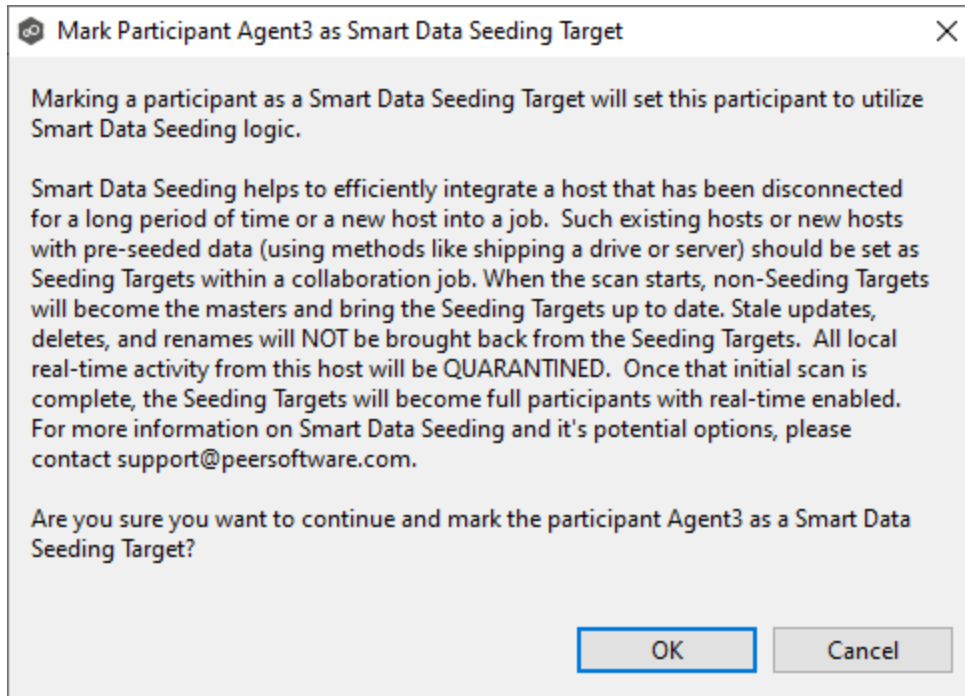 Mark Participant Agent3 as Smart Data Seeding Target
Marking a participant as a Smart Data Seeding Target will set this participant to utilize
Smart Data Seeding logic.
Smart Data Seeding helps to efficiently integrate a host that has been disconnected
for a long period of time or a new host into a job.  Such existing hosts or new hosts
with pre-seeded data (using methods like shipping a drive or server) should be set as
Seeding Targets within a collaboration job. When the scan starts, non-Seeding Targets
will become the masters and bring the Seeding Targets up to date. Stale updates,
deletes, and renames will NOT be brought back from the Seeding Targets.  All local
real-time activity from this host will be QUARANTINED.  Once that initial scan is
complete, the Seeding Targets will become full participants with real-time enabled.
For more information on Smart Data Seeding and it's potential options, please
contact support@peersoftware.com.
Are you sure you want to continue and mark the participant Agent3 as a Smart Data
Seeding Target?
OK
Cancel